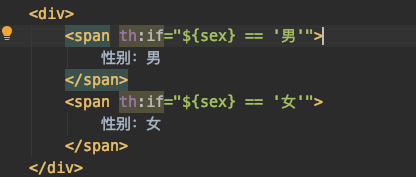 <div>
<span th:if="${sex} == '男'">
性别：男
</span>
<span th:if="${sex} == '女'">
性别：女
</span>
</div>